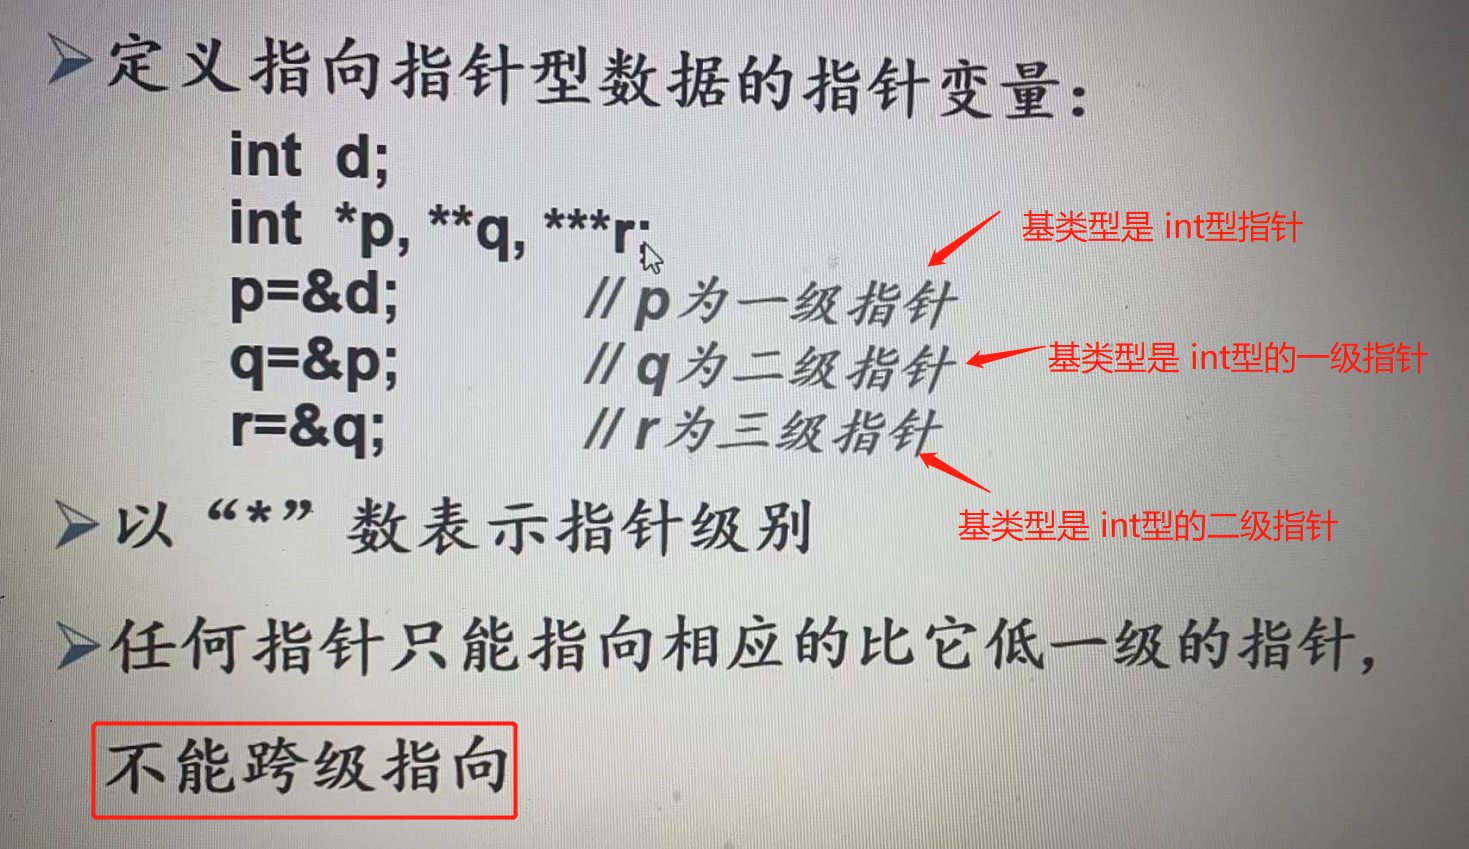 定义指向指针型数据的指针变量：
int d;
int *p, **q, ***r;
基类型是 int型指针
p=&d; //p为一级指针
q=&p; //q为二级指针
基类型是 int型的一级指针
r=&q; //r为三级指针
基类型是 int型的二级指针
以“*”数表示指针级别
任何指针只能指向相应的比它低一级的指针，
不能跨级指向